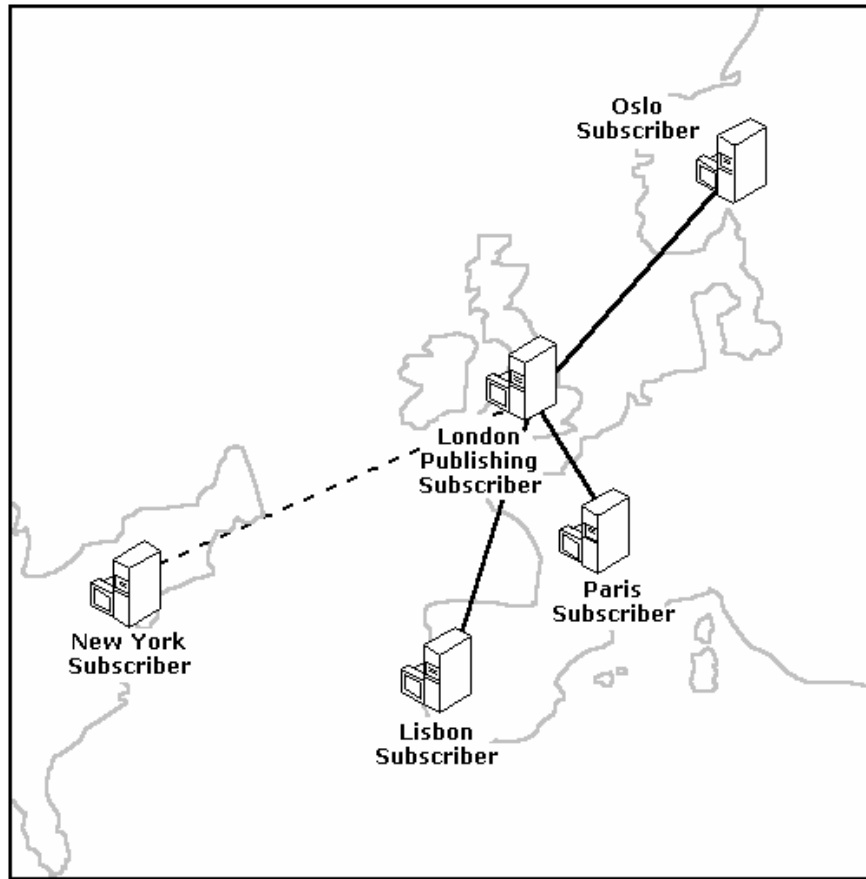 Oslo
Subscriber
London
Publishing
Subscriber
Paris
Subscriber
New York
Subscriber
Lisbon
Subscriber